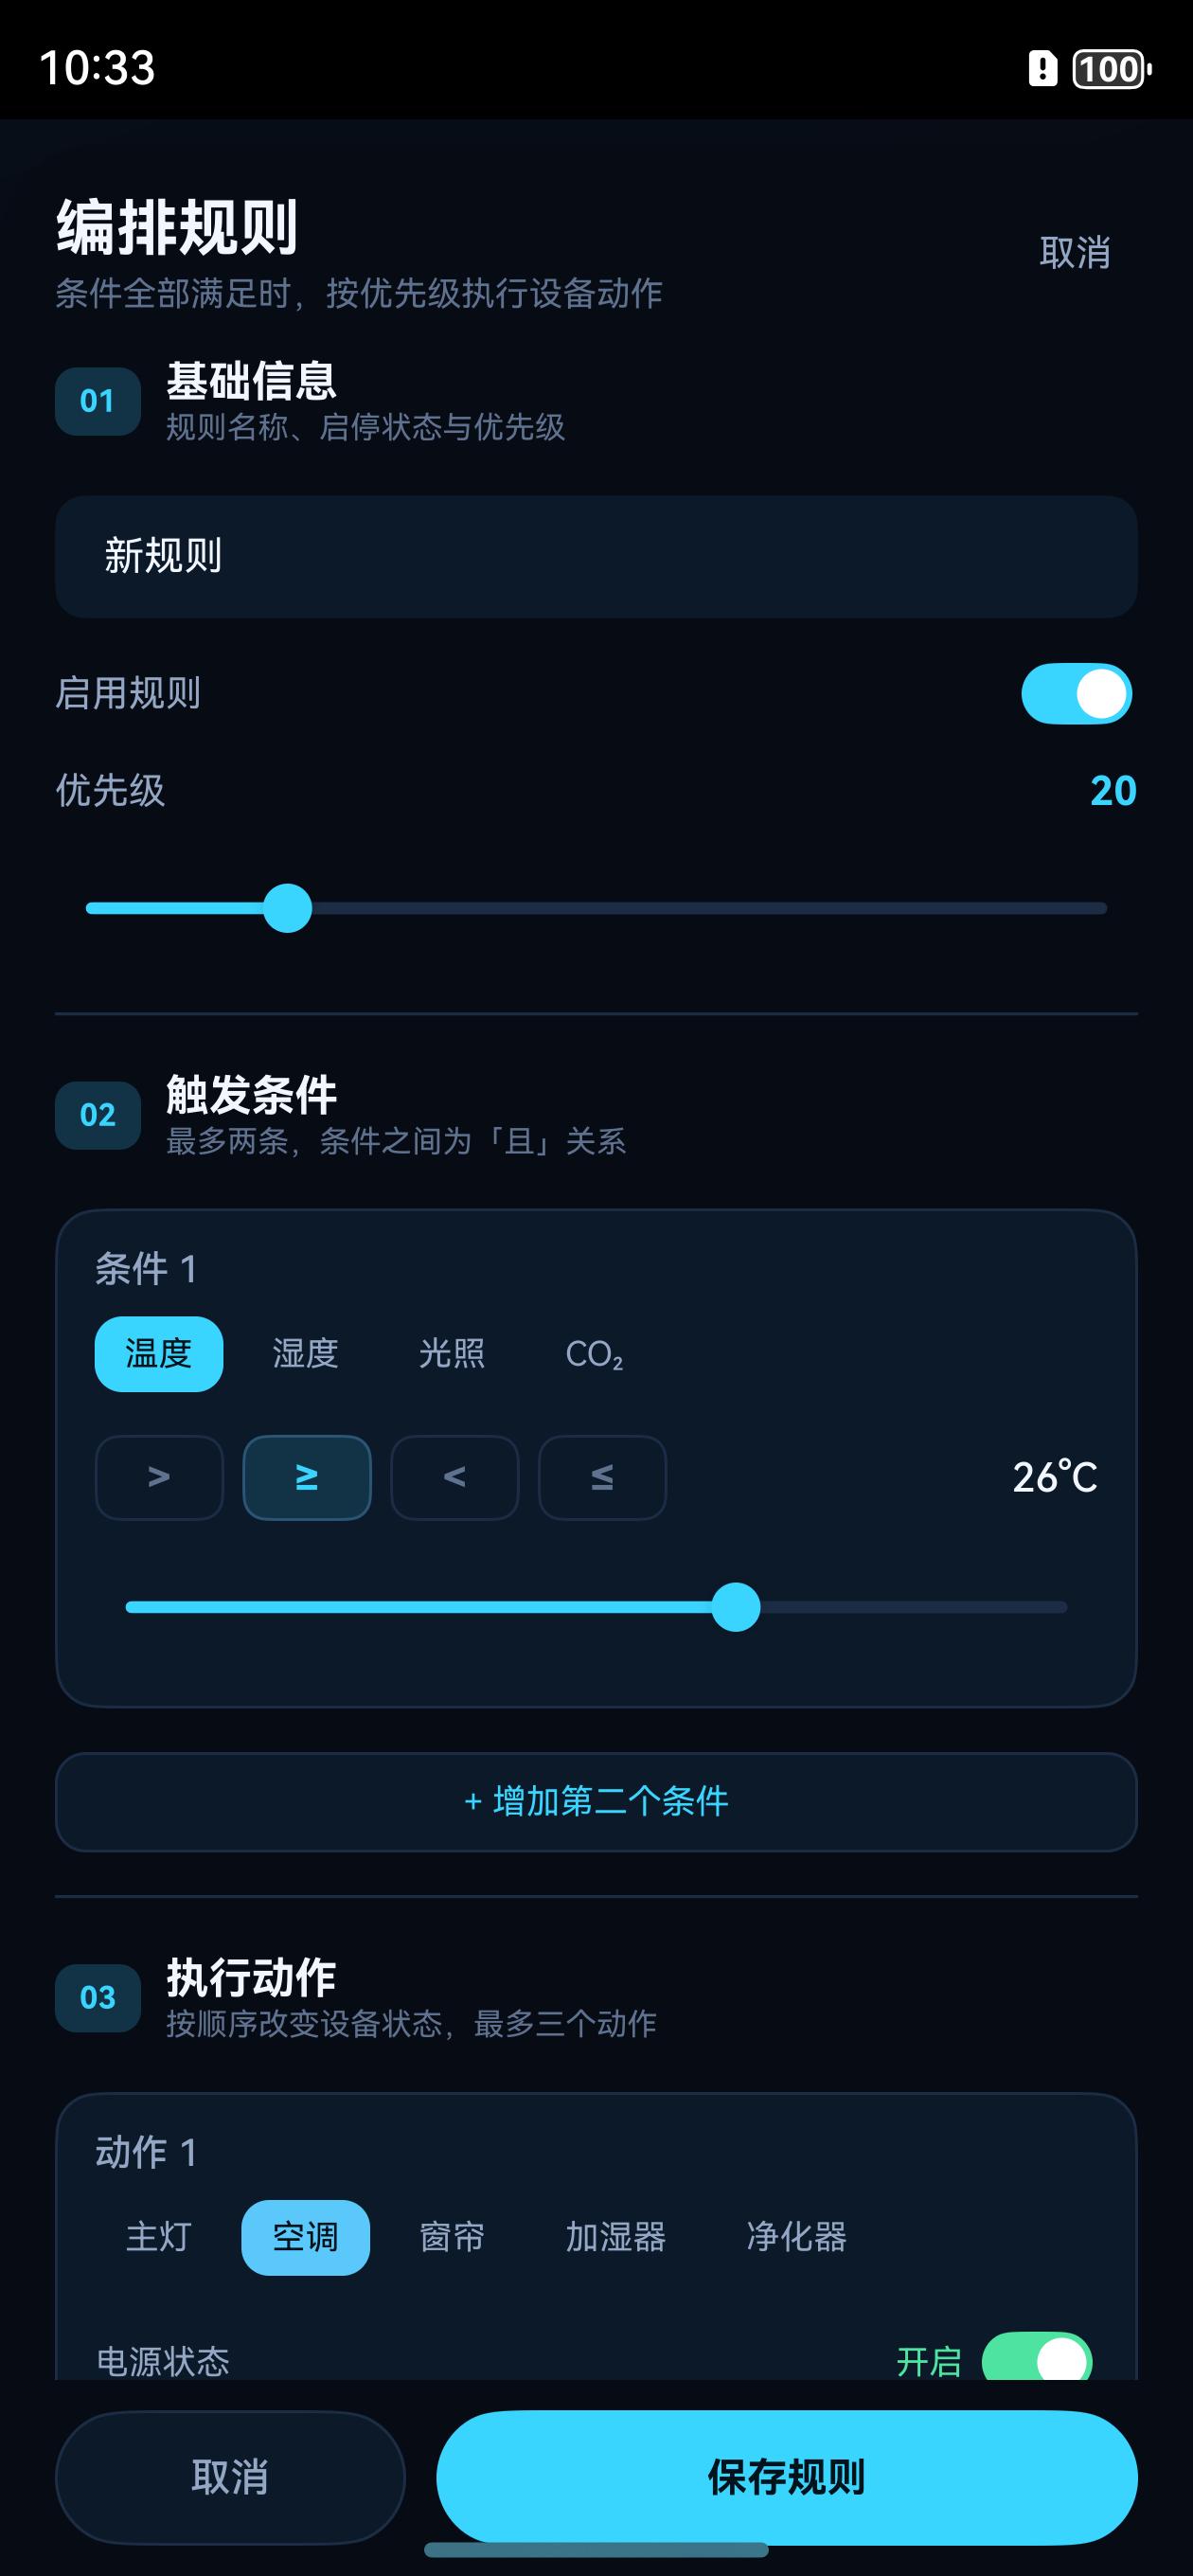 10:33
100
编排规则
取消
条件全部满足时，按优先级执行设备动作
01
基础信息
规则名称、启停状态与优先级
新规则
启用规则
优先级
20
02
触发条件
最多两条，条件之间为「且」关系
条件 1
温度 湿度 光照 CO₂
> ≥ < ≤ 26°C
+ 增加第二个条件
03
执行动作
按顺序改变设备状态，最多三个动作
动作 1
主灯 空调 窗帘 加湿器 净化器
电源状态 开启
取消 保存规则